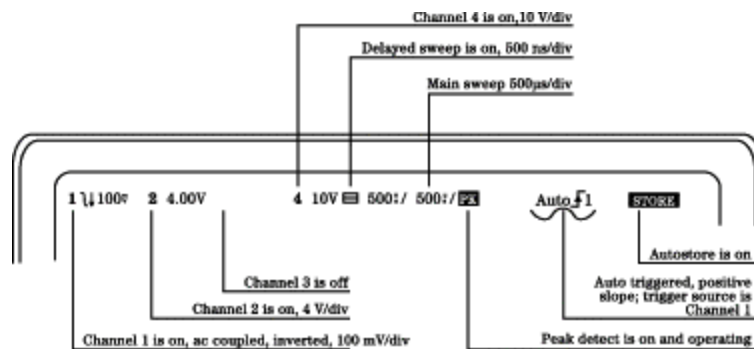 Channel 4 is on,10 V/div
Delayed sweep is on, 500 ns/div
Main sweep 500µs/div
1 100 2 4.00V 4 10V 500 / 500 / PK Auto 1 STORE
Autostore is on
Channel 3 is off
Auto triggered, positive
slope; trigger source is
Channel 1
Channel 2 is on, 4 V/div
Channel 1 is on, ac coupled, inverted, 100 mV/div
Peak detect is on and operating